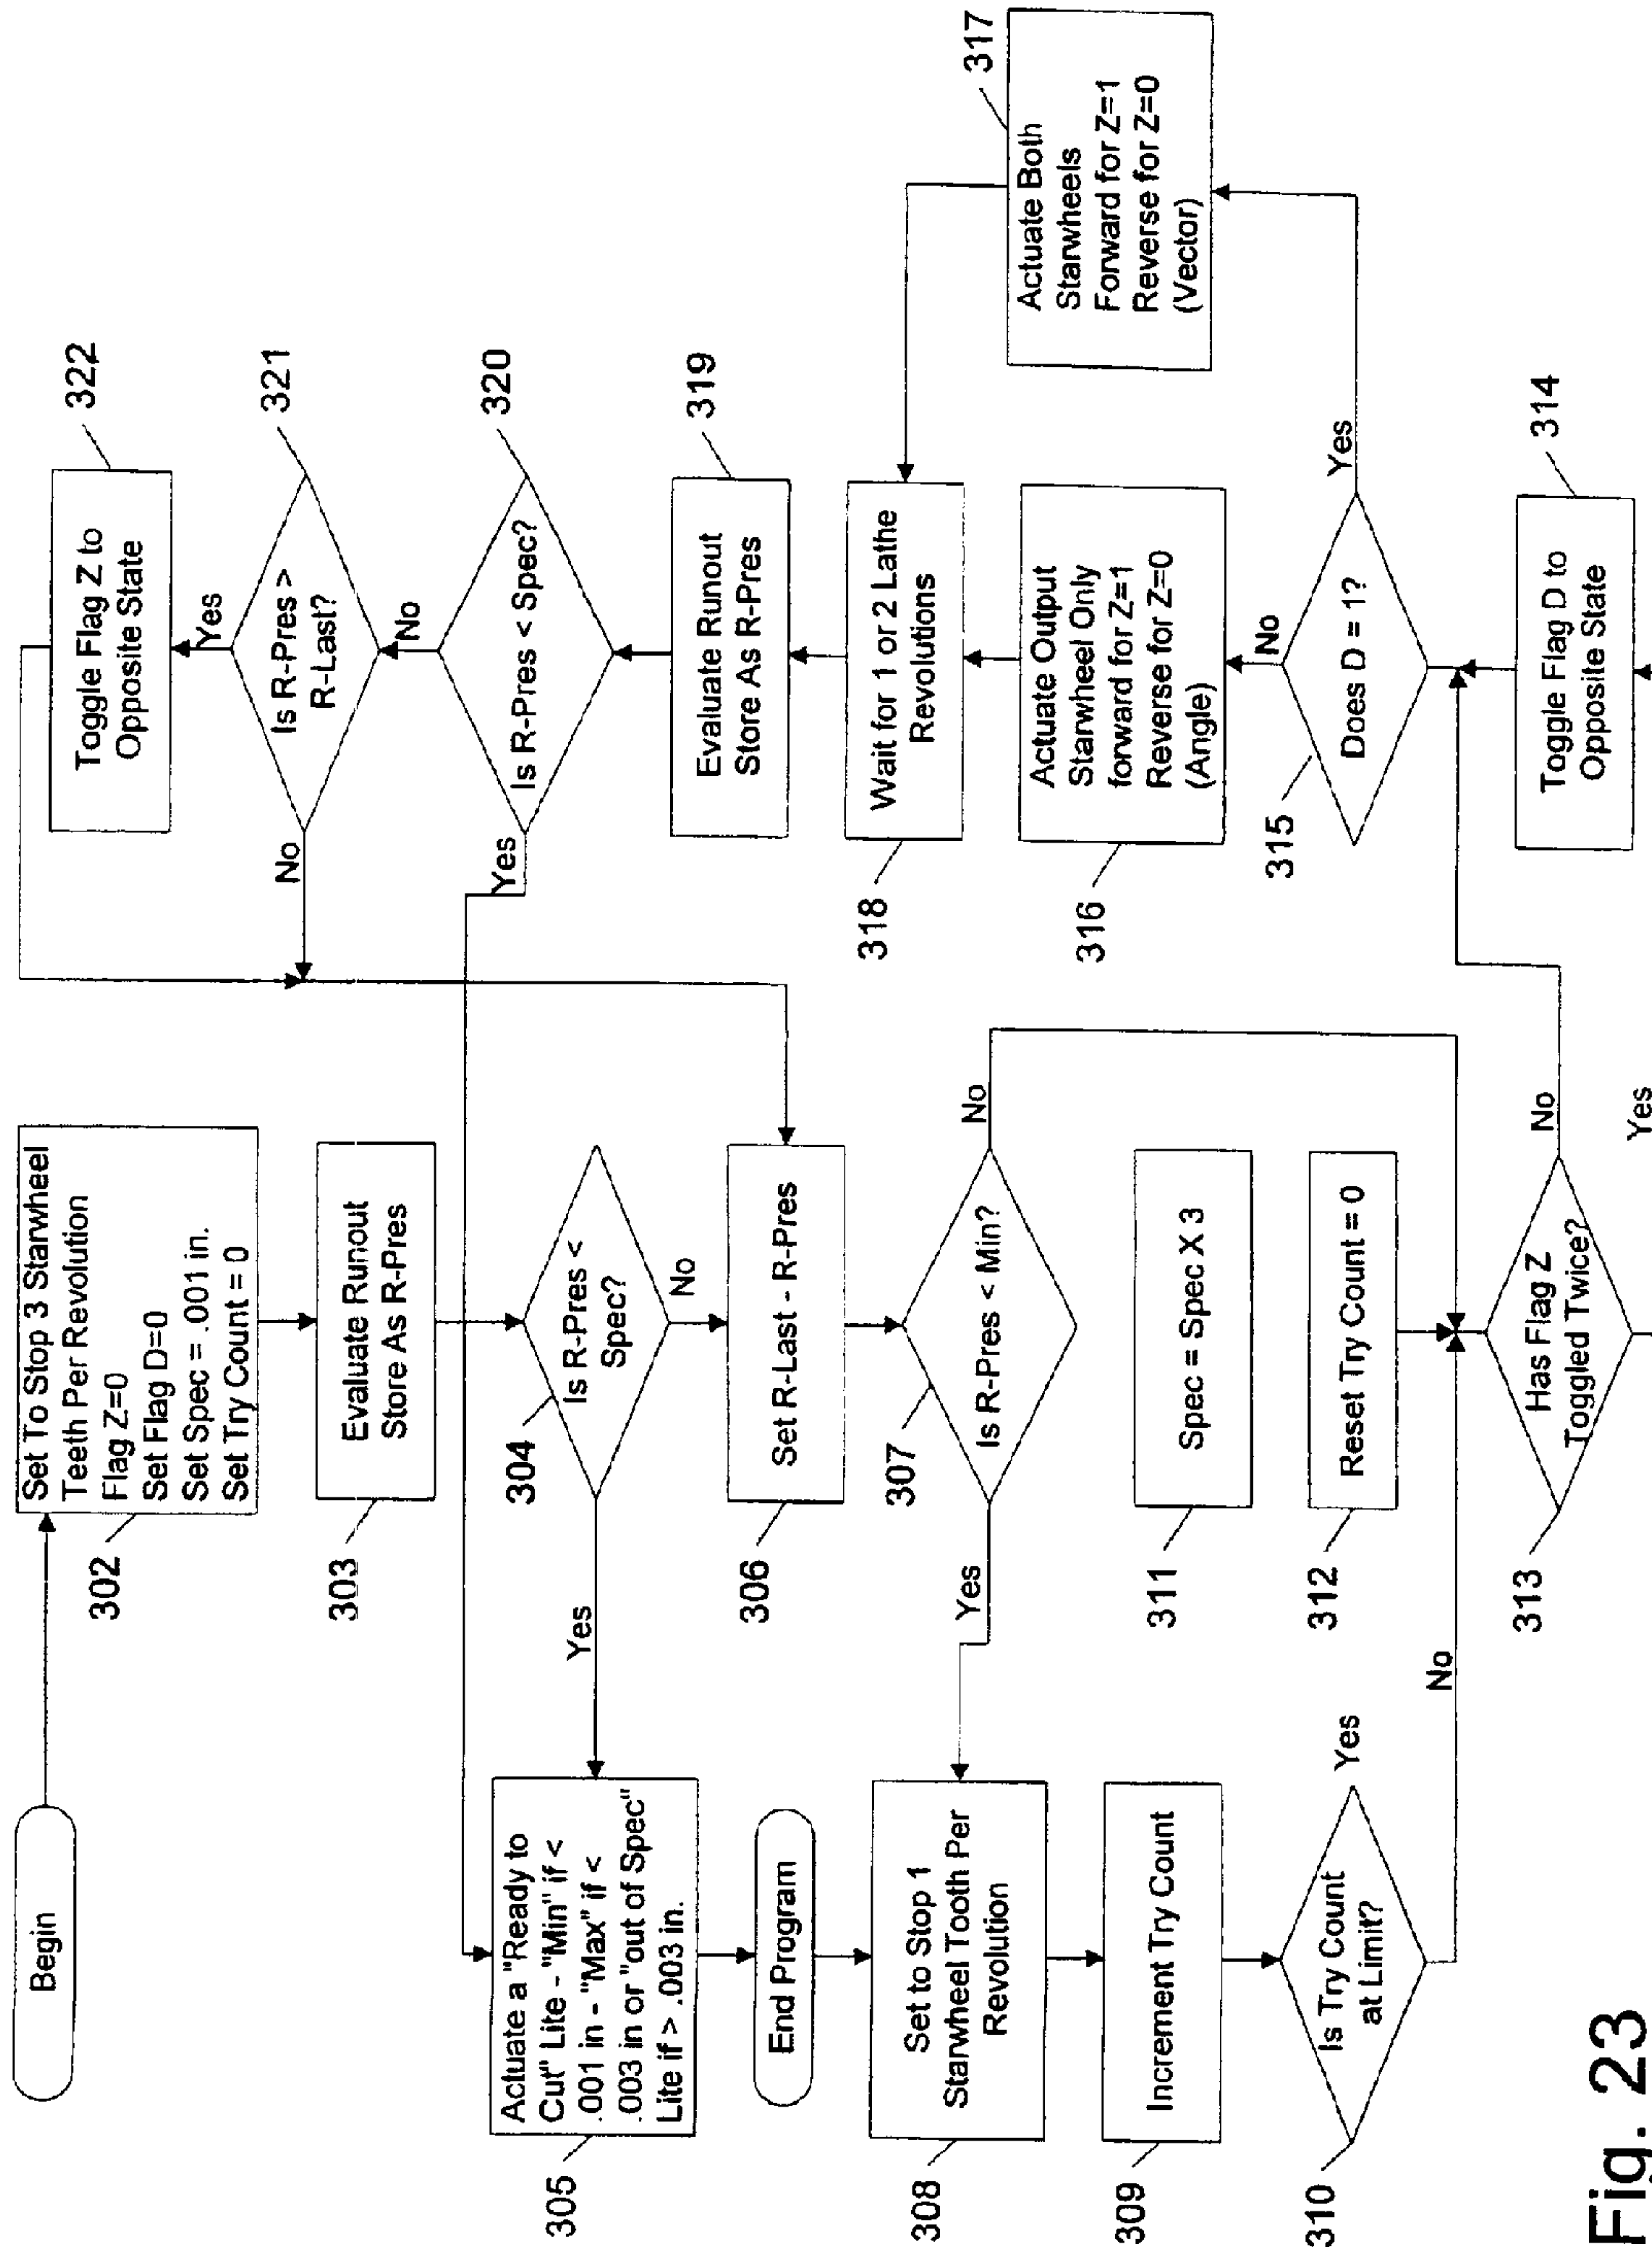 Begin
Set To Stop 3 Starwheel
Teeth Per Revolution
Flag Z=0
Set Flag D=0
Set Spec = .001 in.
Set Try Count = 0
302
Evaluate Runout
Store As R-Pres
303
Is R-Pres <
Spec?
304
Yes
No
Actuate a "Ready to
Cut" Lite - "Min" if <
.001 in - "Max" if <
.003 in or "out of Spec"
Lite if > .003 in.
305
End Program
Set R-Last - R-Pres
306
Is R-Pres < Min?
307
Yes
No
Set to Stop 1
Starwheel Tooth Per
Revolution
308
Increment Try Count
309
Is Try Count
at Limit?
310
Yes
No
Spec = Spec X 3
311
Reset Try Count = 0
312
Has Flag Z
Toggled Twice?
313
No
Yes
Toggle Flag D to
Opposite State
314
Does D = 1?
315
No
Yes
Actuate Output
Starwheel Only
forward for Z=1
Reverse for Z=0
(Angle)
316
Actuate Both
Starwheels
Forward for Z=1
Reverse for Z=0
(Vector)
317
Wait for 1 or 2 Lathe
Revolutions
318
Evaluate Runout
Store As R-Pres
319
Is R-Pres < Spec?
320
Yes
No
Is R-Pres >
R-Last?
321
No
Yes
Toggle Flag Z to
Opposite State
322
Fig. 23